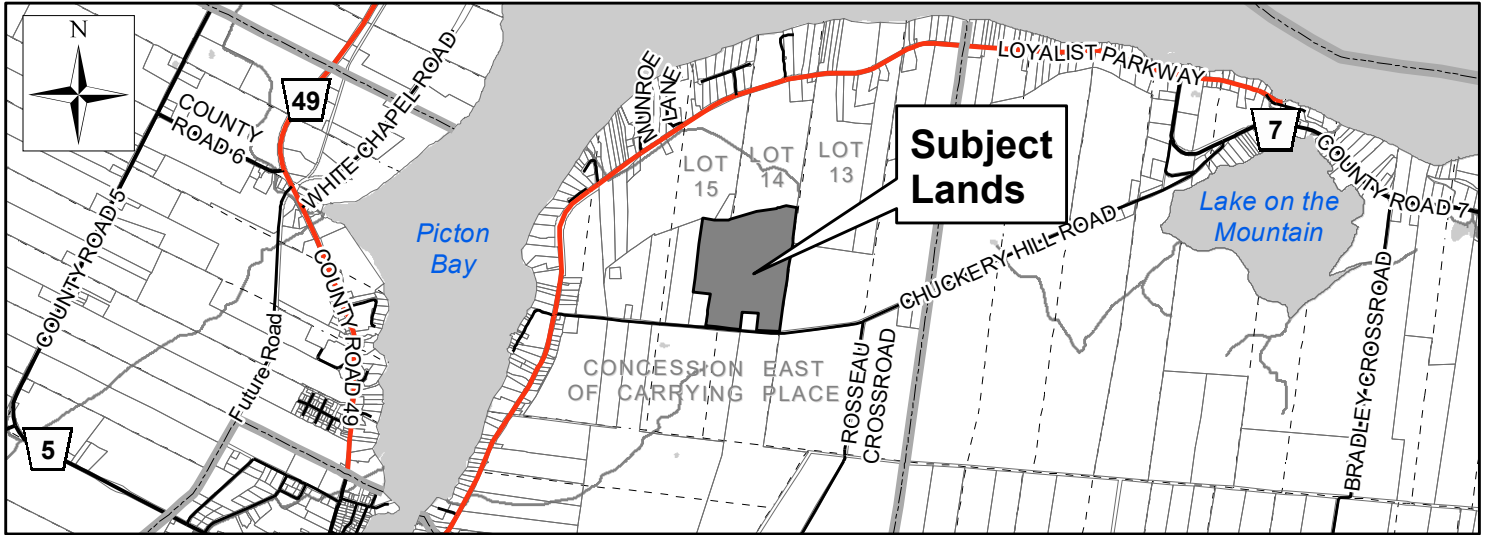 N
COUNTY
ROAD 6
49
WHITE CHAPEL ROAD
COUNTY ROAD 5
Future Road
COUNTY ROAD 49
5
Picton
Bay
MUNROE
LANE
LOT
15
LOT
14
LOT
13
Subject
Lands
LOYALIST PARKWAY
7
COUNTY ROAD 7
Lake on the
Mountain
CHUCKERY HILL ROAD
CONCESSION EAST
OF CARRYING PLACE
ROSSEAU
CROSSROAD
BRADLEY CROSSROAD